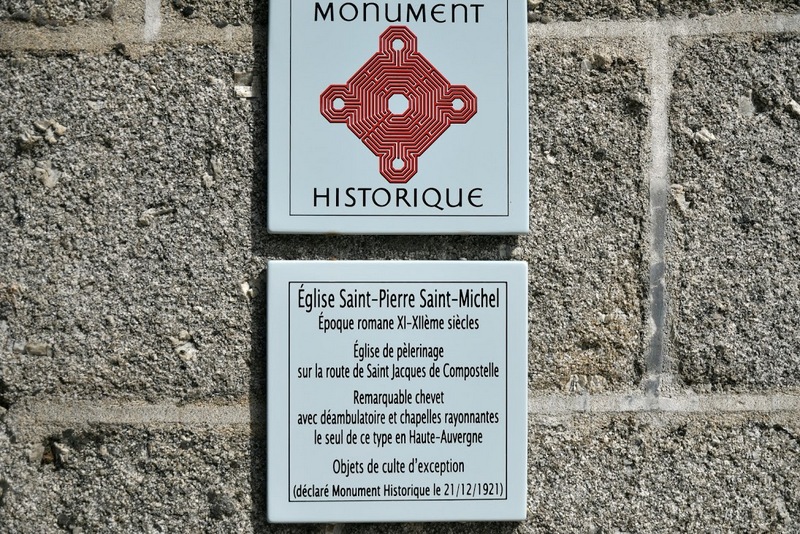 MONUMENT
HISTORIQUE
Église Saint-Pierre Saint-Michel
Époque romane XI-XIIème siècles
Église de pèlerinage
sur la route de Saint Jacques de Compostelle
Remarquable chevet
avec déambulatoire et chapelles rayonnantes
le seul de ce type en Haute-Auvergne
Objets de culte d'exception
(déclaré Monument Historique le 21/12/1921)